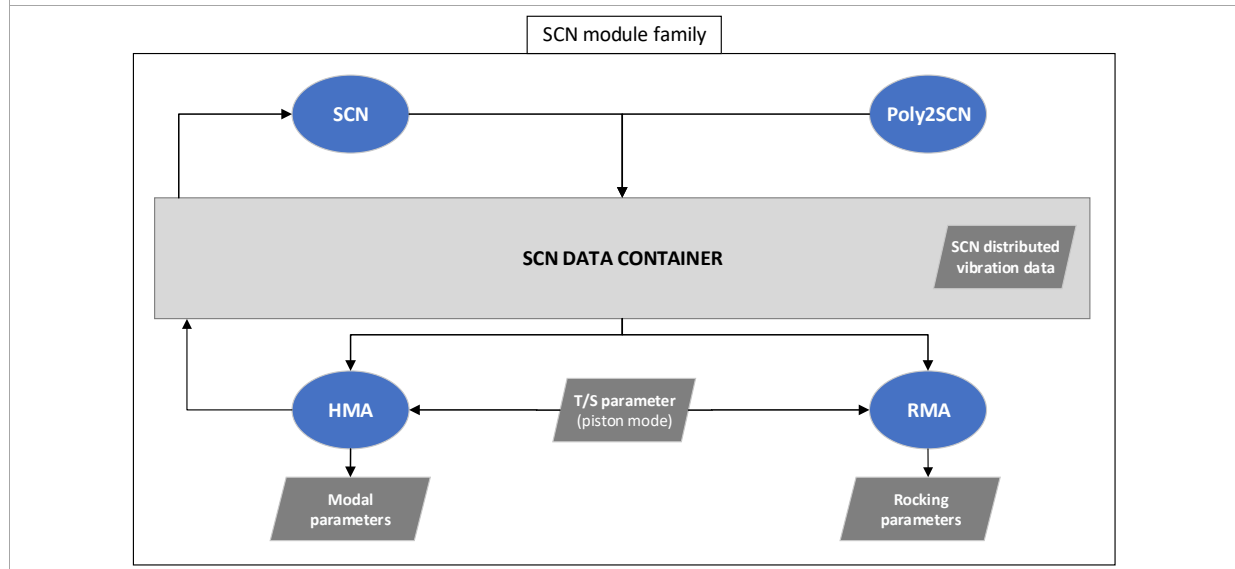 SCN module family
SCN
Poly2SCN
SCN DATA CONTAINER
SCN distributed
vibration data
HMA
T/S parameter
(piston mode)
RMA
Modal
parameters
Rocking
parameters